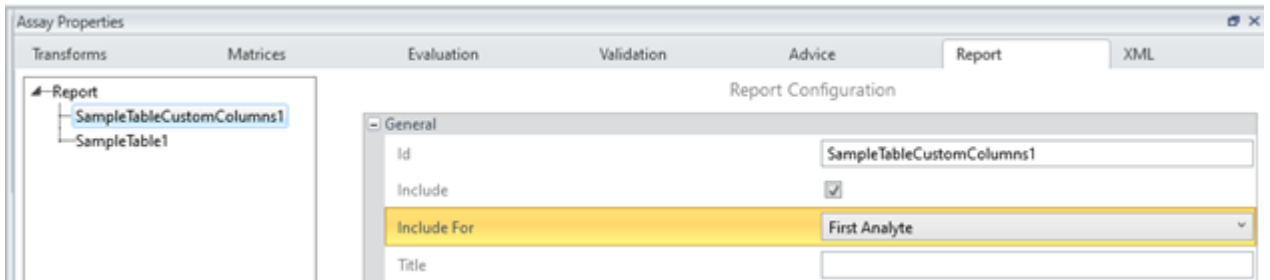 Assay Properties
Transforms Matrices Evaluation Validation Advice Report XML
Report
SampleTableCustomColumns1
SampleTable1
Report Configuration
General
Id SampleTableCustomColumns1
Include
Include For First Analyte
Title